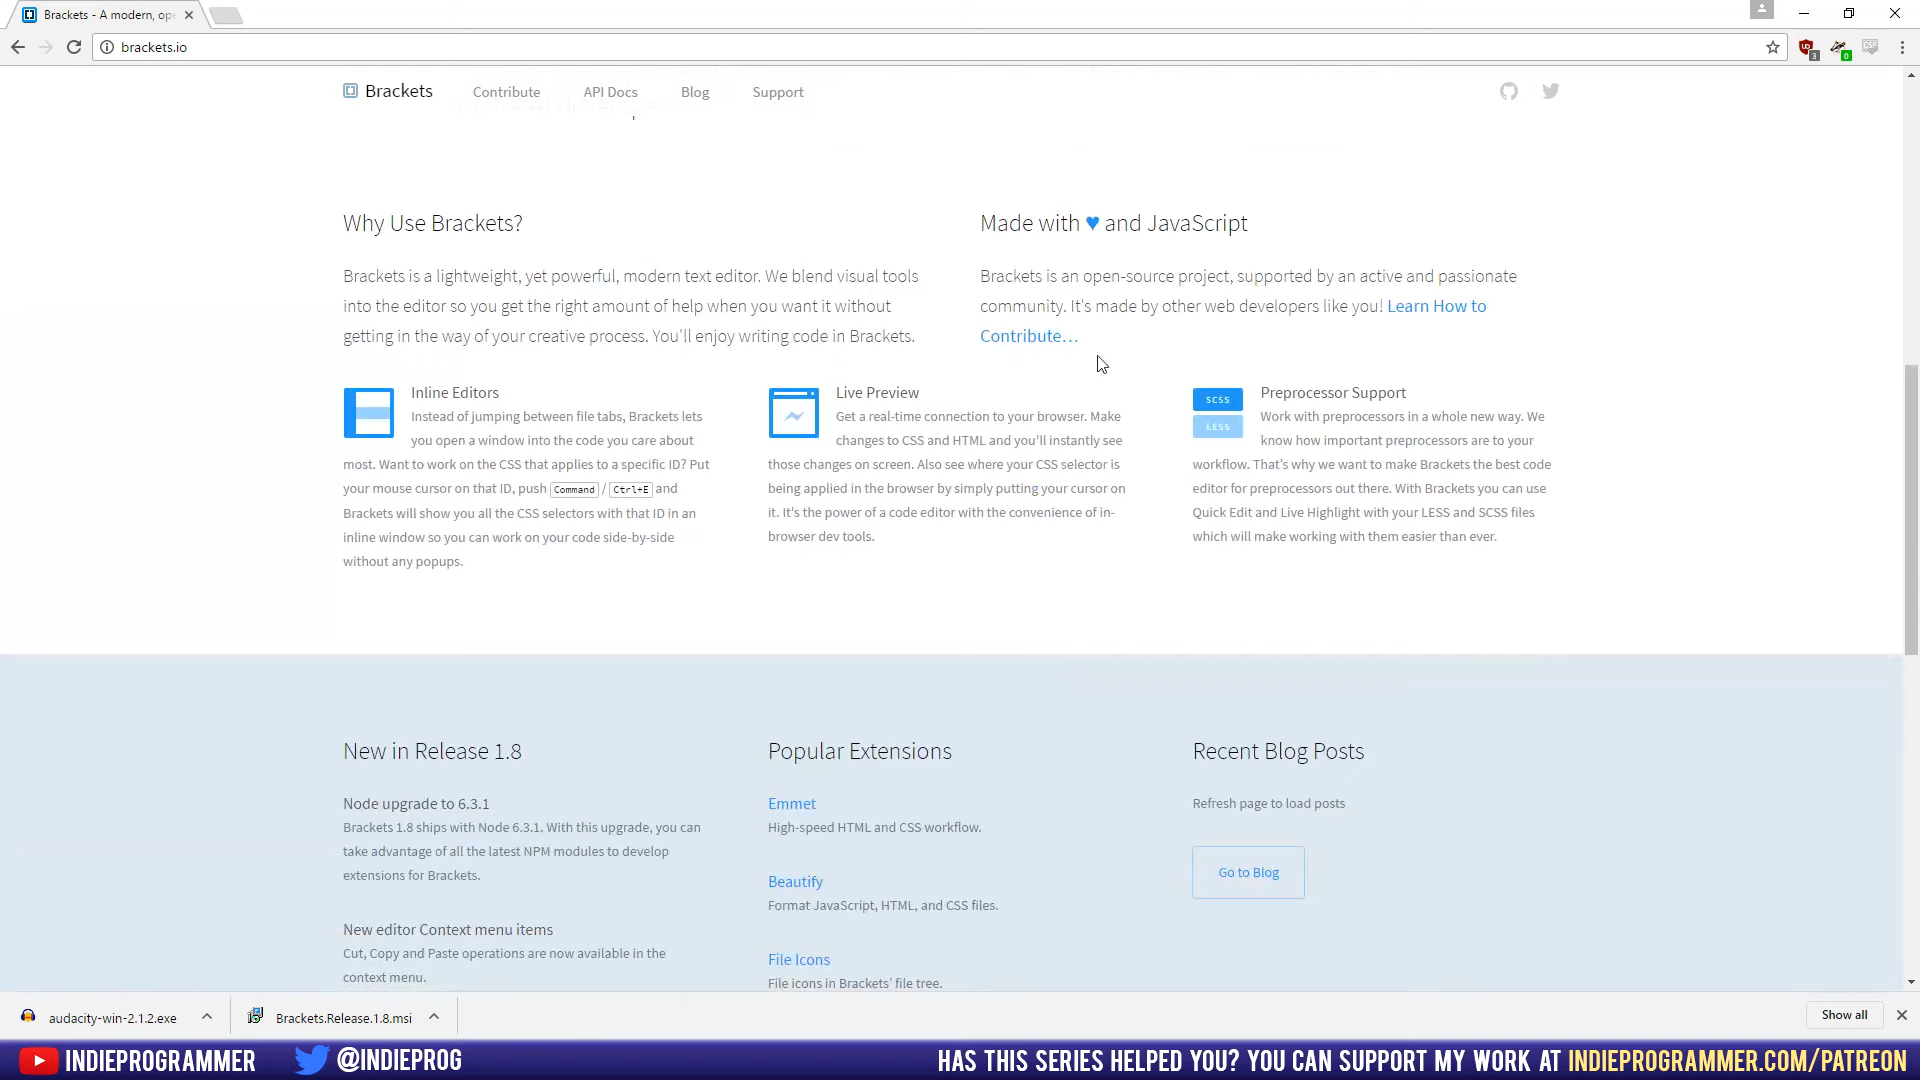 Brackets - A modern, ope
brackets.io
3
0
CSS
Brackets
Contribute
API Docs
Blog
Support
Why Use Brackets?
Brackets is a lightweight, yet powerful, modern text editor. We blend visual tools
into the editor so you get the right amount of help when you want it without
getting in the way of your creative process. You'll enjoy writing code in Brackets.
Made with ♥ and JavaScript
Brackets is an open-source project, supported by an active and passionate
community. It's made by other web developers like you! Learn How to
Contribute…
Inline Editors
Instead of jumping between file tabs, Brackets lets
you open a window into the code you care about
most. Want to work on the CSS that applies to a specific ID? Put
your mouse cursor on that ID, push Command / Ctrl+E and
Brackets will show you all the CSS selectors with that ID in an
inline window so you can work on your code side-by-side
without any popups.
Live Preview
Get a real-time connection to your browser. Make
changes to CSS and HTML and you'll instantly see
those changes on screen. Also see where your CSS selector is
being applied in the browser by simply putting your cursor on
it. It's the power of a code editor with the convenience of in-
browser dev tools.
SCSS
LESS
Preprocessor Support
Work with preprocessors in a whole new way. We
know how important preprocessors are to your
workflow. That's why we want to make Brackets the best code
editor for preprocessors out there. With Brackets you can use
Quick Edit and Live Highlight with your LESS and SCSS files
which will make working with them easier than ever.
New in Release 1.8
Node upgrade to 6.3.1
Brackets 1.8 ships with Node 6.3.1. With this upgrade, you can
take advantage of all the latest NPM modules to develop
extensions for Brackets.
New editor Context menu items
Cut, Copy and Paste operations are now available in the
context menu.
Popular Extensions
Emmet
High-speed HTML and CSS workflow.
Beautify
Format JavaScript, HTML, and CSS files.
File Icons
File icons in Brackets' file tree.
Recent Blog Posts
Refresh page to load posts
Go to Blog
audacity-win-2.1.2.exe
Brackets.Release.1.8.msi
Show all
INDIEPROGRAMMER
@INDIEPROG
HAS THIS SERIES HELPED YOU? YOU CAN SUPPORT MY WORK AT INDIEPROGRAMMER.COM/PATREON